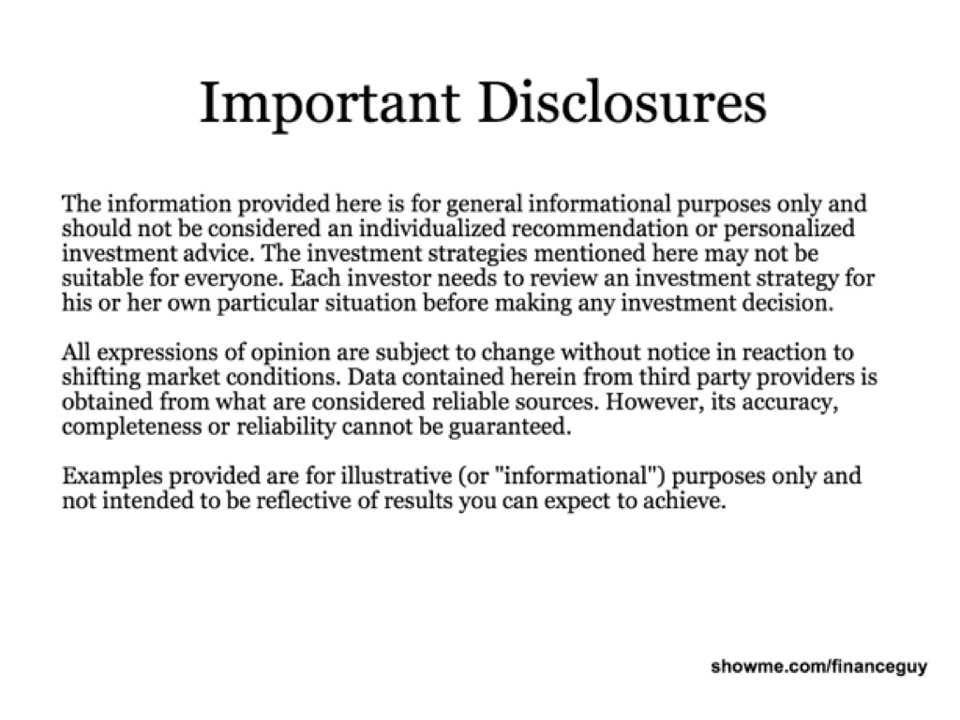 Important Disclosures
The information provided here is for general informational purposes only and
should not be considered an individualized recommendation or personalized
investment advice. The investment strategies mentioned here may not be
suitable for everyone. Each investor needs to review an investment strategy for
his or her own particular situation before making any investment decision.
All expressions of opinion are subject to change without notice in reaction to
shifting market conditions. Data contained herein from third party providers is
obtained from what are considered reliable sources. However, its accuracy,
completeness or reliability cannot be guaranteed.
Examples provided are for illustrative (or "informational") purposes only and
not intended to be reflective of results you can expect to achieve.
showme.com/financeguy